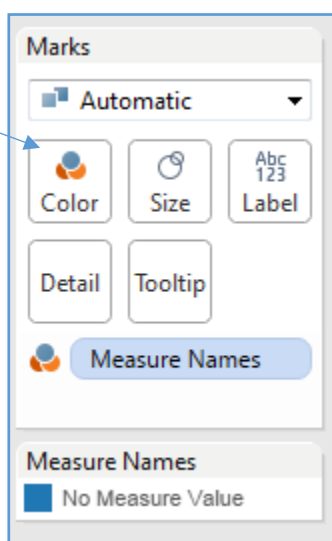 Marks
Automatic
Abc
123
Color Size Label
Detail Tooltip
Measure Names
Measure Names
No Measure Value